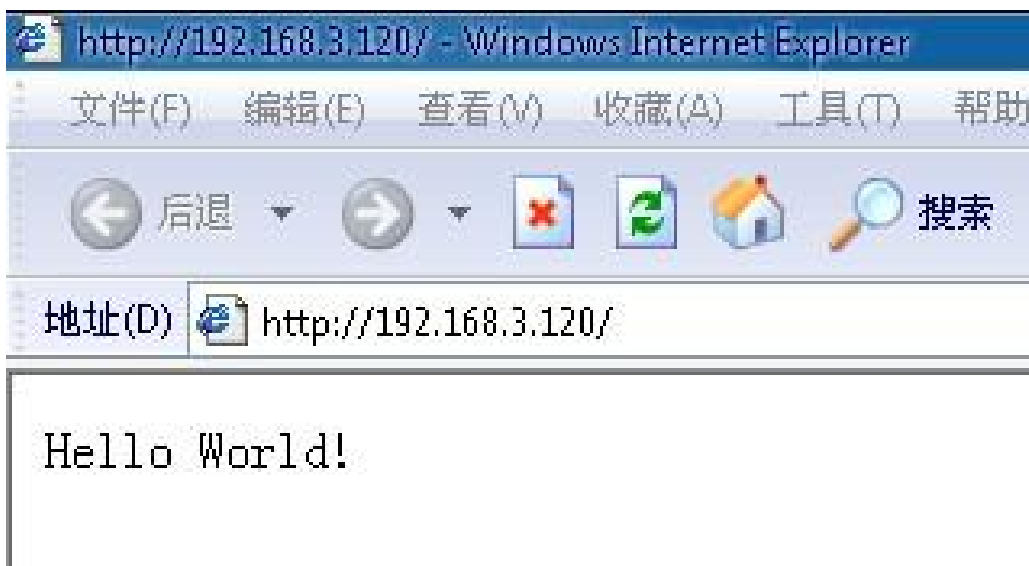 http://192.168.3.120/ - Windows Internet Explorer
文件(F) 编辑(E) 查看(V) 收藏(A) 工具(T) 帮助
后退 搜索
地址(D) http://192.168.3.120/
Hello World!